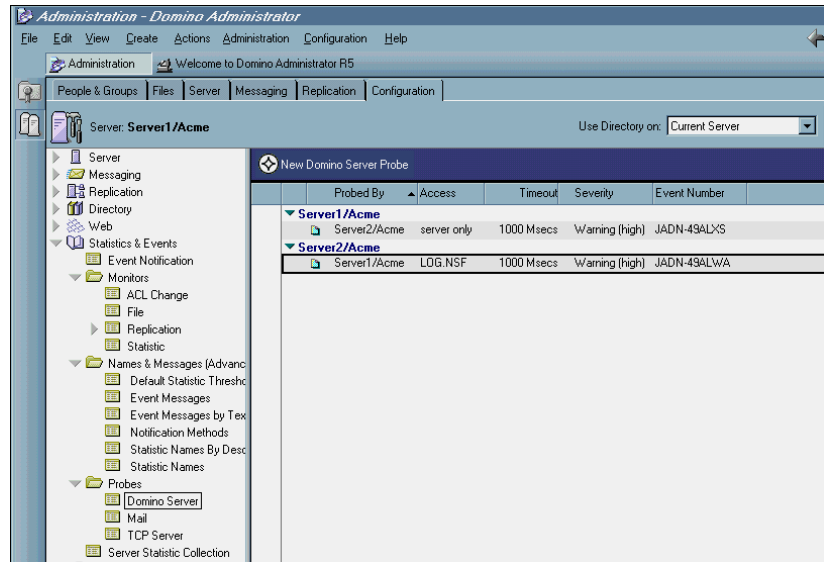 Administration - Domino Administrator
File Edit View Create Actions Administration Configuration Help
Administration Welcome to Domino Administrator R5
People & Groups Files Server Messaging Replication Configuration
Server: Server1/Acme Use Directory on: Current Server
Server
Messaging
Replication
Directory
Web
Statistics & Events
Event Notification
Monitors
ACL Change
File
Replication
Statistic
Names & Messages (Advanc
Default Statistic Thresho
Event Messages
Event Messages by Tex
Notification Methods
Statistic Names By Desc
Statistic Names
Probes
Domino Server
Mail
TCP Server
Server Statistic Collection
New Domino Server Probe
Probed By Access Timeout Severity Event Number
Server1/Acme
Server2/Acme server only 1000 Msecs Warning (high) JADN-49ALXS
Server2/Acme
Server1/Acme LOG.NSF 1000 Msecs Warning (high) JADN-49ALWA